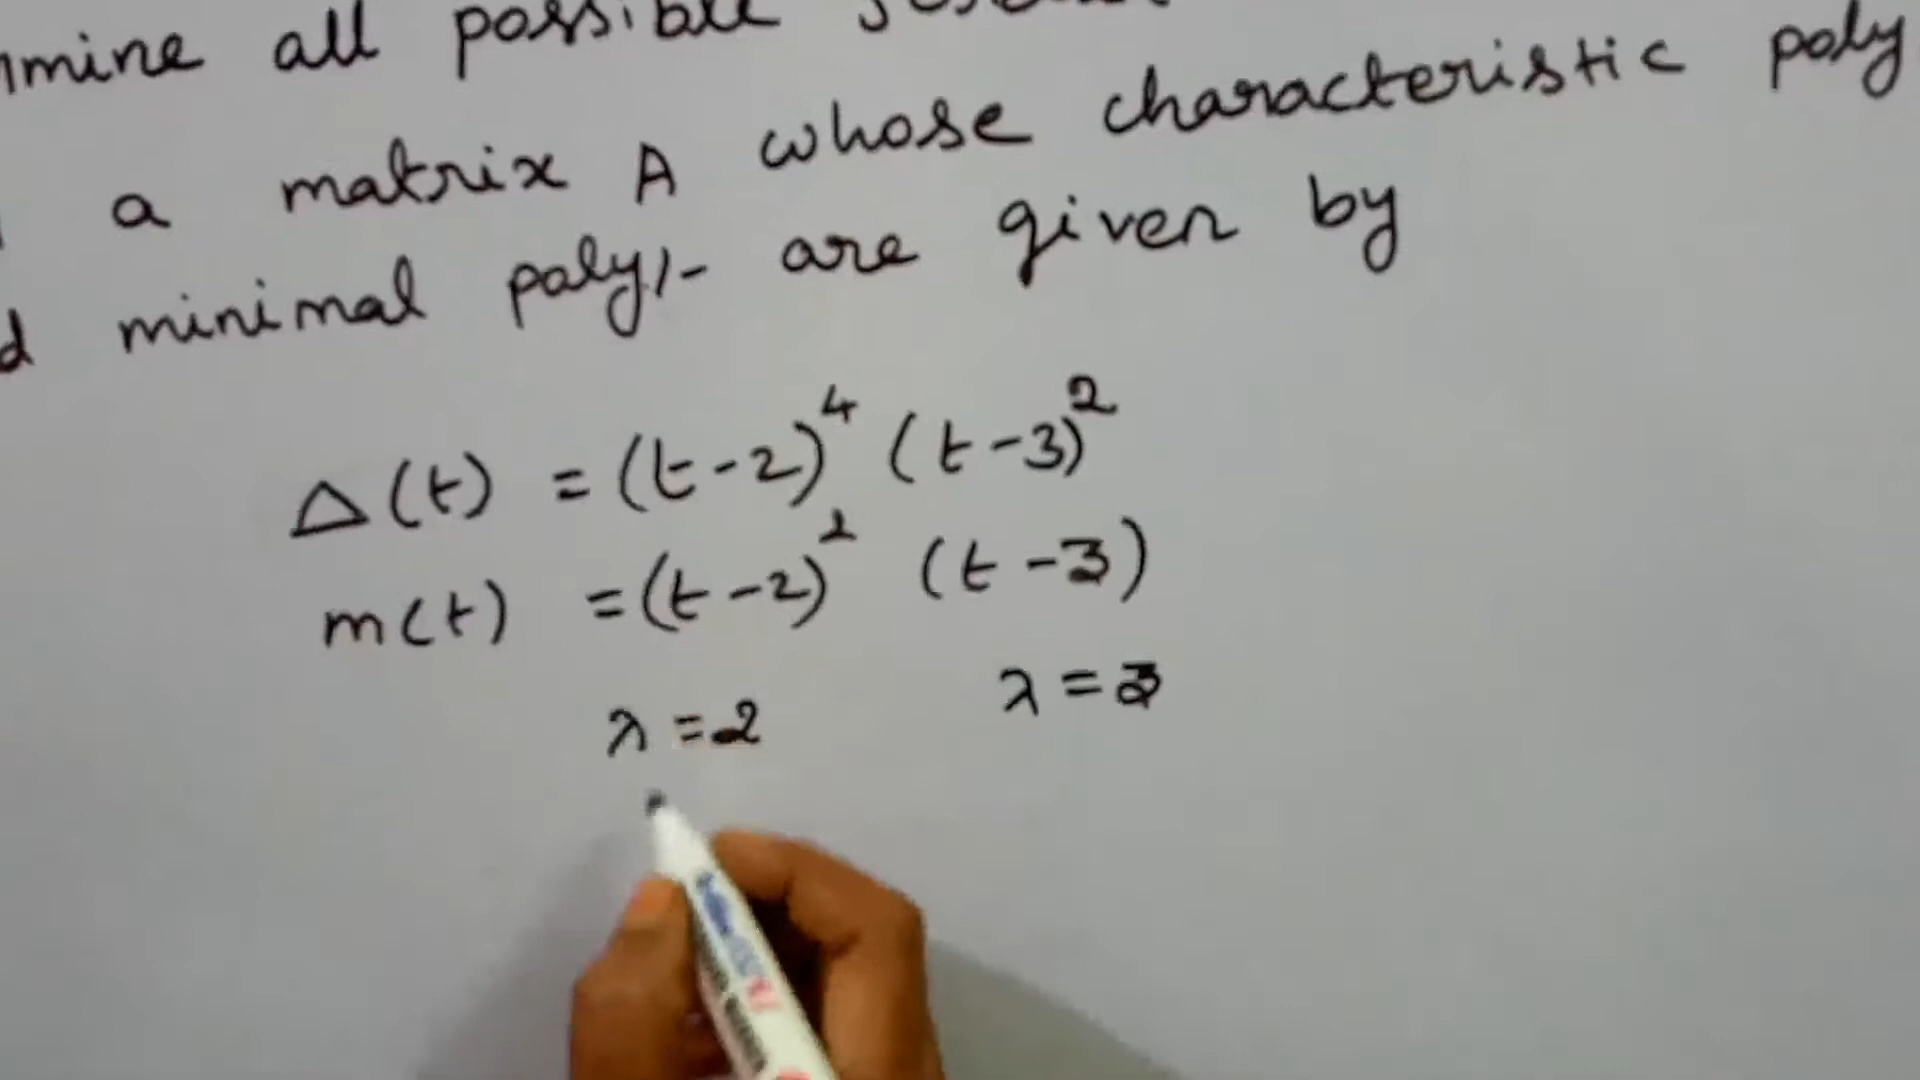 mine all possible
a matrix A whose characteristic poly
minimal poly/- are given by
Δ(t) = (t-2)⁴ (t-3)²
m(t) = (t-2)² (t-3)
λ = 2 λ = 3